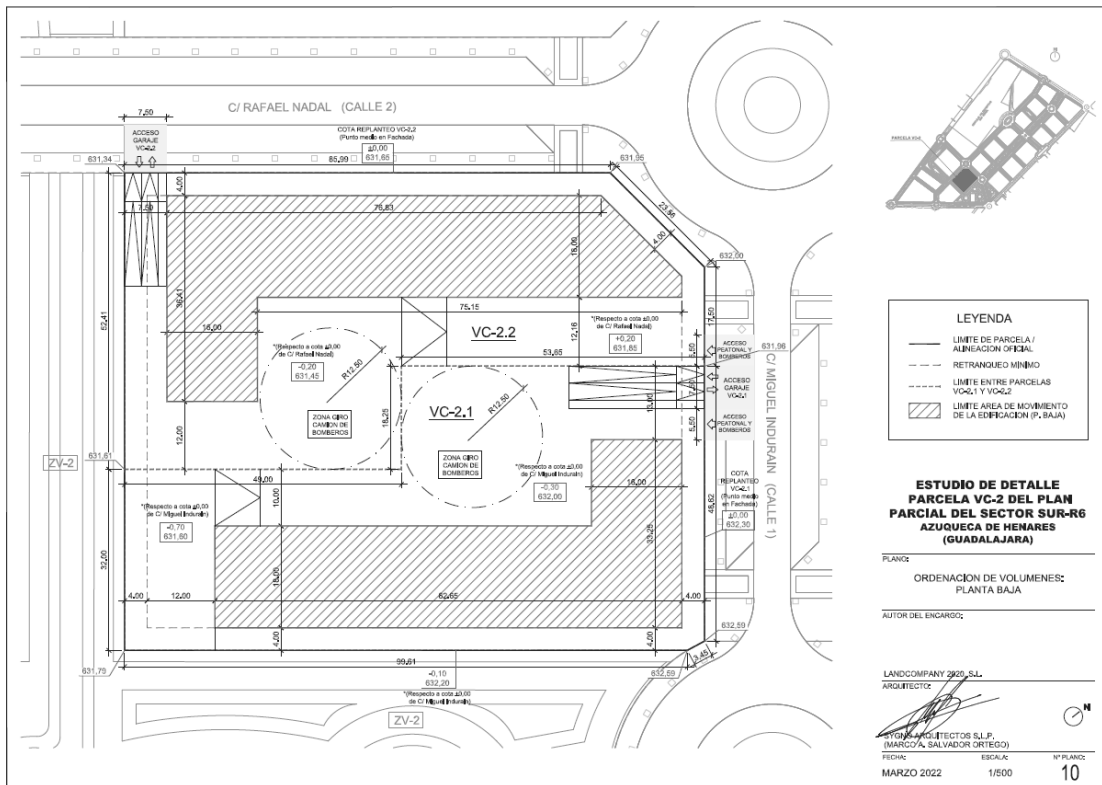 C/ RAFAEL NADAL (CALLE 2)
7,50
ACCESO
GARAJE
VC-2.2
COTA REPLANTEO VC-2.2
(Punto medio en Fachada)
±0,00
631,65
85,99
631,34
631,95
4,00
7,50
76,83
23,66
4,00
16,00
632,00
52,41
36,41
75,15
15,00
VC-2.2
12,16
*(Respecto a cota ±0,00
de C/ Rafael Nadal)
+0,20
631,85
53,65
17,50
5,50
ACCESO
PEATONAL Y
BOMBEROS
631,96
*(Respecto a cota ±0,00
de C/ Rafael Nadal)
-0,20
631,45
R12.50
R12.50
VC-2.1
ACCESO
GARAJE
VC-2.1
7,50
13,00
18,25
ZONA GIRO
CAMION DE
BOMBEROS
ZONA GIRO
CAMION DE
BOMBEROS
5,50
ACCESO
PEATONAL Y
BOMBEROS
C/ MIGUEL INDURAIN (CALLE 1)
12,00
631,61
ZV-2
49,00
*(Respecto a cota ±0,00
de C/ Miguel Indurain)
-0,30
632,00
16,00
COTA
REPLANTEO
VC-2.1
(Punto medio
en Fachada)
±0,00
632,30
48,62
*(Respecto a cota ±0,00
de C/ Miguel Indurain)
-0,70
631,60
10,00
33,25
32,00
18,00
4,00
12,00
82,65
4,00
4,00
4,00
632,59
3,45
631,79
99,61
632,59
-0,10
632,20
*(Respecto a cota ±0,00
de C/ Miguel Indurain)
ZV-2
N
PARCELA VC-2
LEYENDA
LIMITE DE PARCELA /
ALINEACION OFICIAL
RETRANQUEO MINIMO
LIMITE ENTRE PARCELAS
VC-2.1 Y VC-2.2
LIMITE AREA DE MOVIMIENTO
DE LA EDIFICACION (P. BAJA)
ESTUDIO DE DETALLE
PARCELA VC-2 DEL PLAN
PARCIAL DEL SECTOR SUR-R6
AZUQUECA DE HENARES
(GUADALAJARA)
PLANO:
ORDENACION DE VOLUMENES:
PLANTA BAJA
AUTOR DEL ENCARGO:
LANDCOMPANY 2020, S.L.
ARQUITECTO:
SYGNO ARQUITECTOS S.L.P.
(MARCO A. SALVADOR ORTEGO)
N
FECHA:
ESCALA:
Nº PLANO:
MARZO 2022
1/500
10